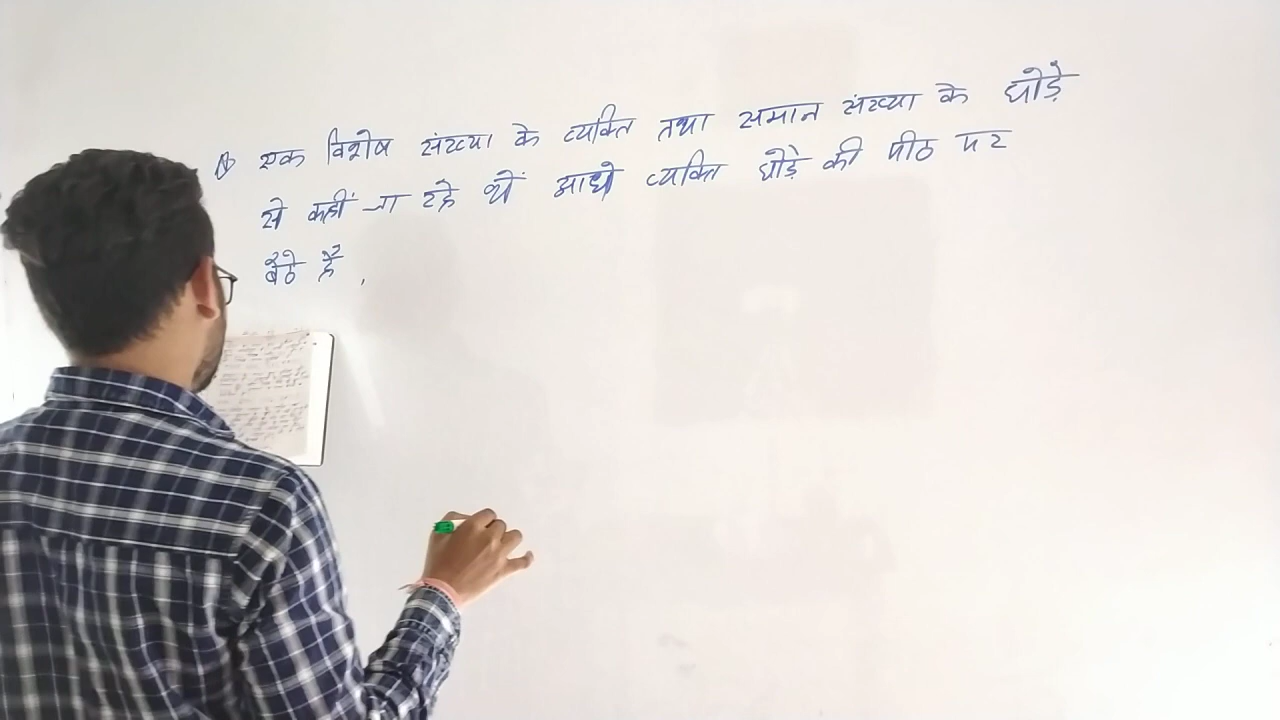 एक विशेष संख्या के व्यक्ति तथा समान संख्या के घोड़े
से कहीं जा रहे थें आधे व्यक्ति घोड़े की पीठ पर
बैठे है ,